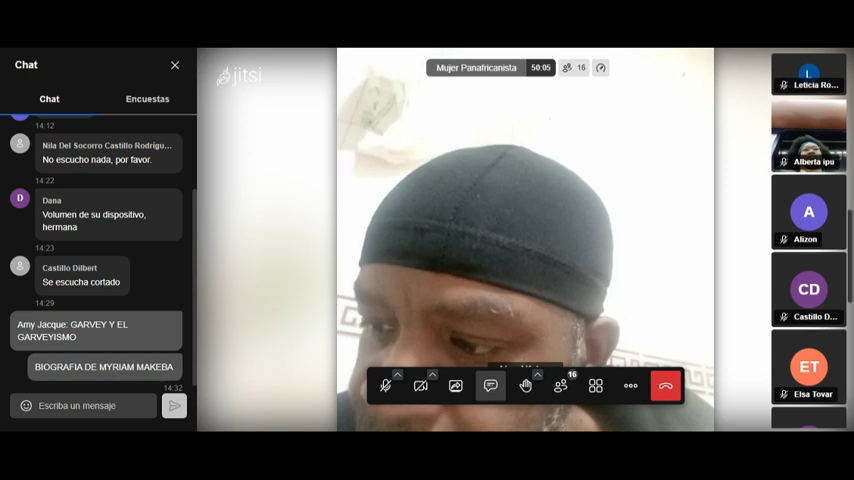 Chat
Chat
Encuestas
14:12
Nila Del Socorro Castillo Rodrigu...
No escucho nada, por favor.
14:22
D
Dana
Volumen de su dispositivo,
hermana
14:23
Castillo Dilbert
Se escucha cortado
14:29
Amy Jacque: GARVEY Y EL
GARVEYISMO
BIOGRAFIA DE MYRIAM MAKEBA
14:32
Escriba un mensaje
jitsi
Mujer Panafricanista
50:05
16
16
L
Leticia Ro...
Alberta ipu
A
Alizon
CD
Castillo D...
ET
Elsa Tovar